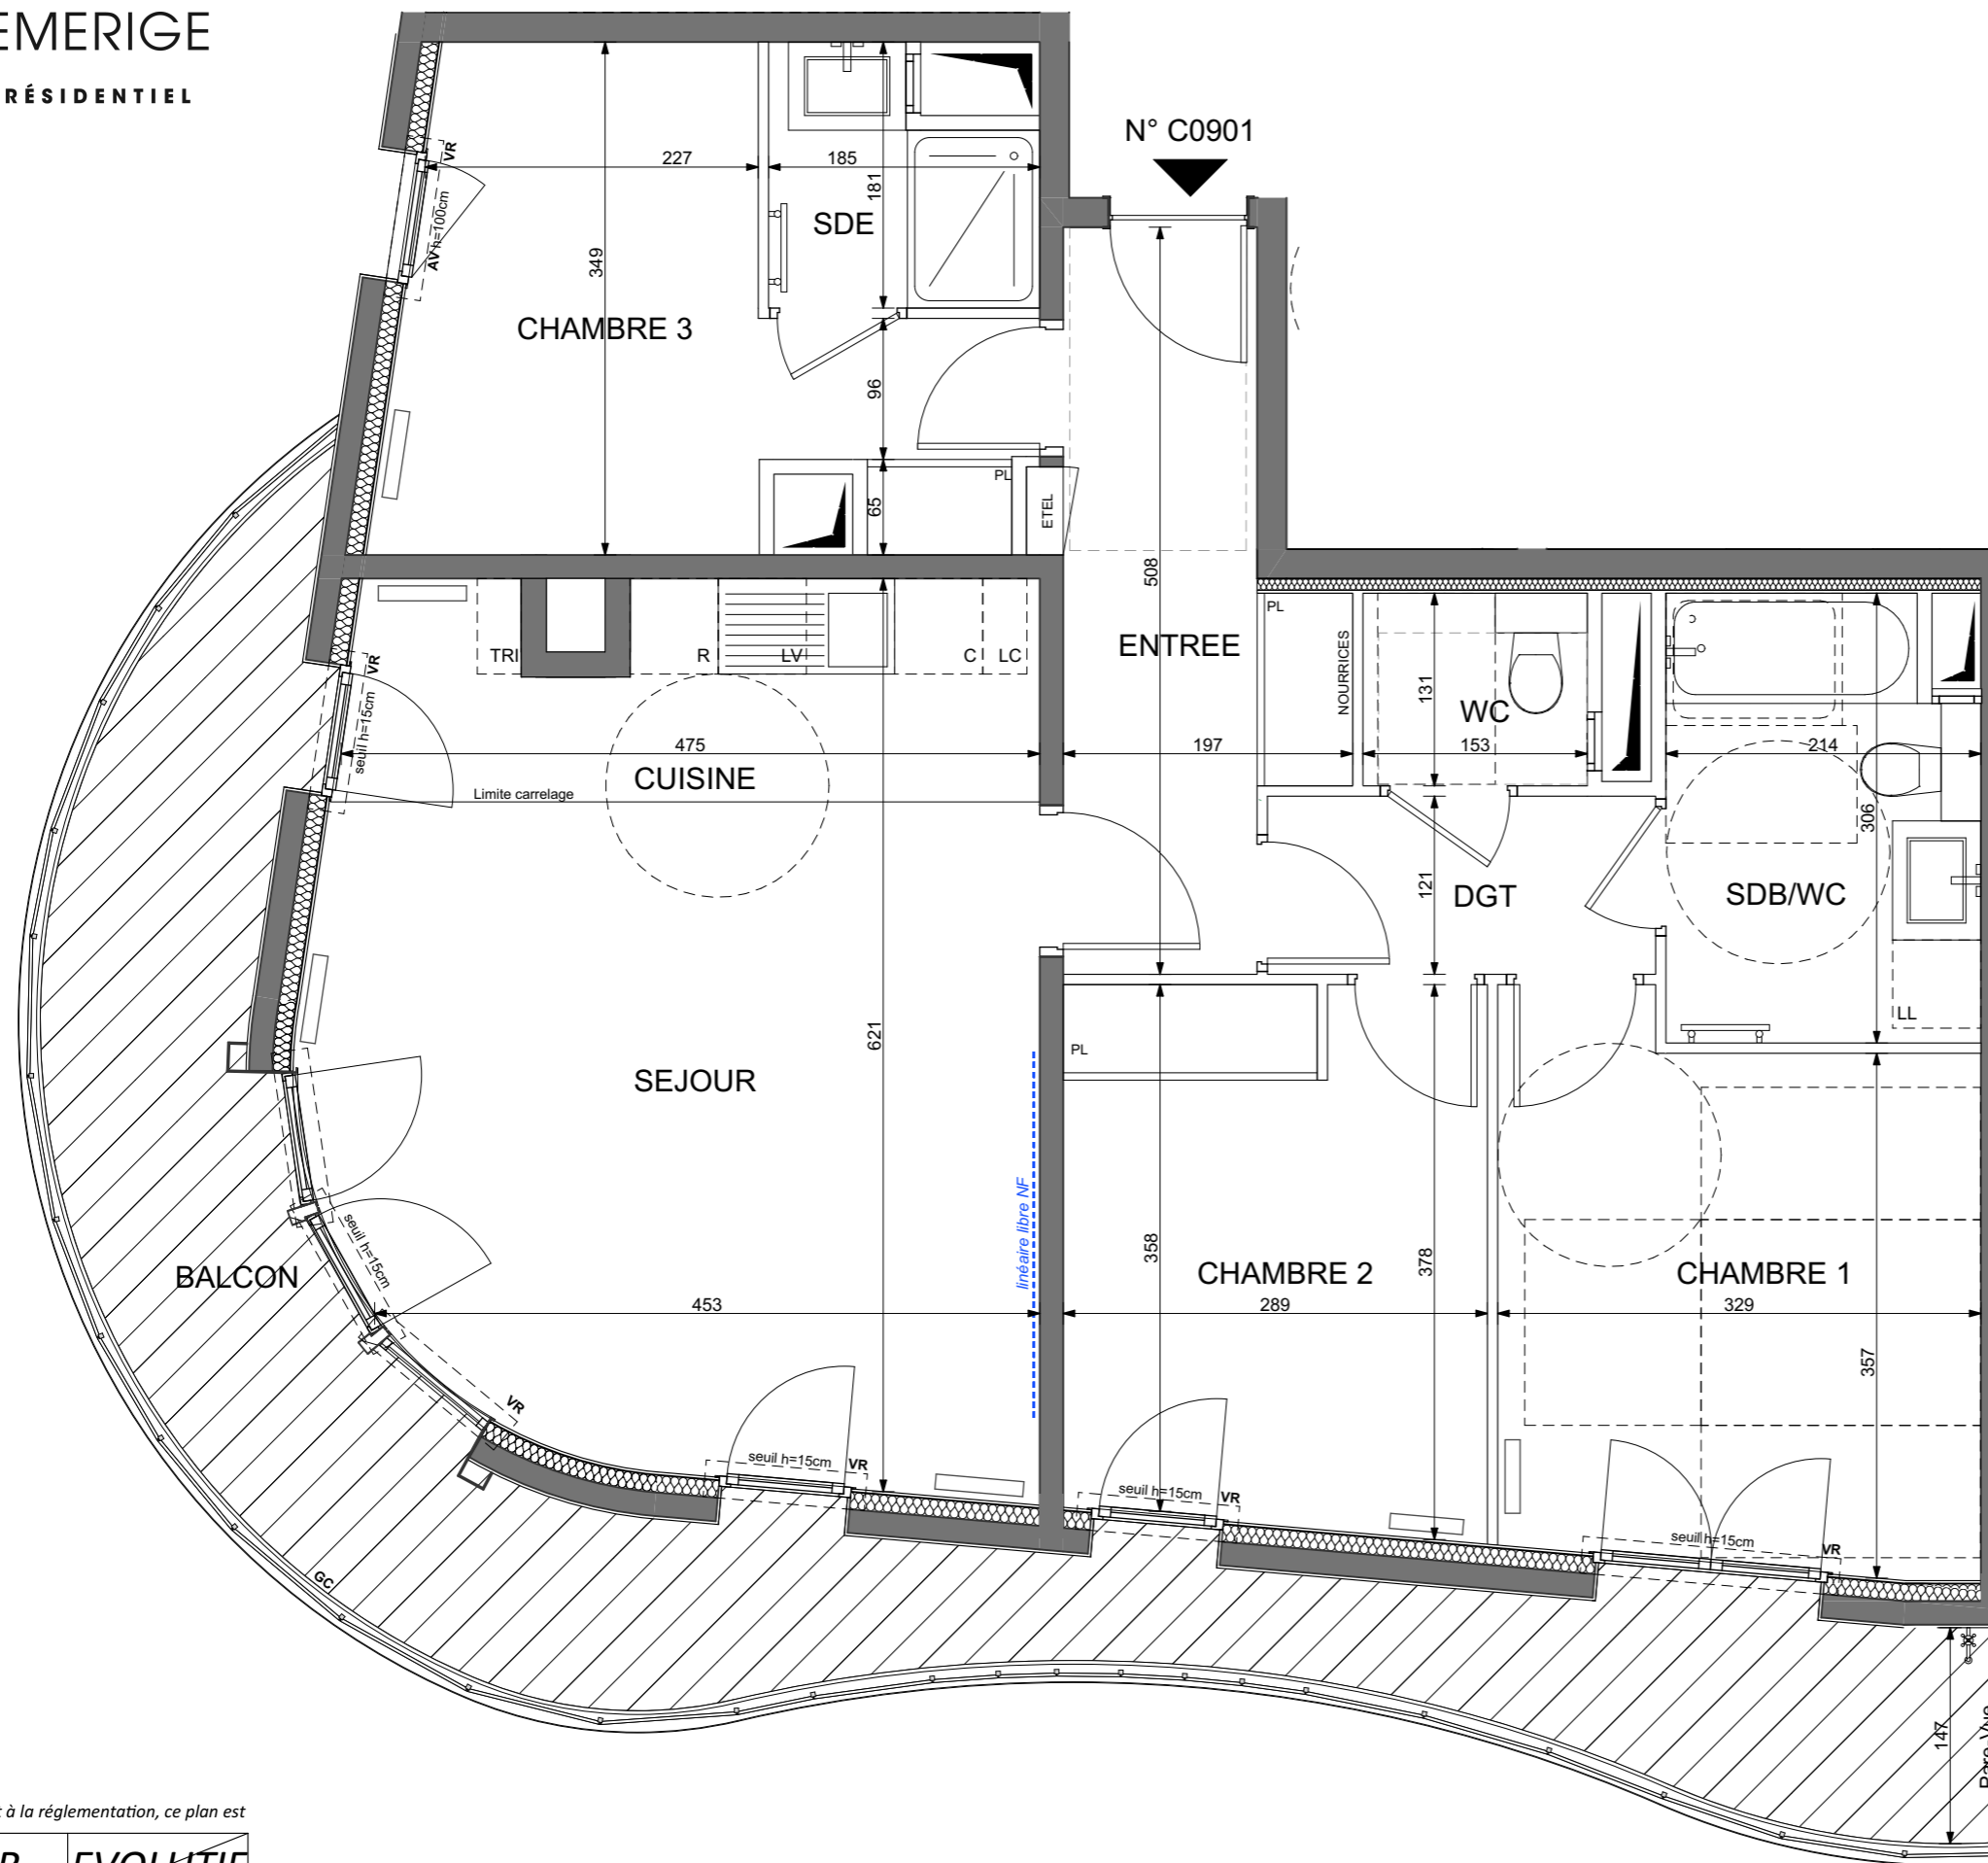 EMERIGE
RÉSIDENTIEL
N° C0901
VR
AV h=100cm
227
185
181
SDE
349
CHAMBRE 3
96
65
PL
ETEL
508
ENTREE
PL
NOURRICES
131
WC
153
197
214
306
SDB/WC
LL
TRI
R
LV
C
LC
VR
seuil h=15cm
475
CUISINE
Limite carrelage
121
DGT
621
SEJOUR
PL
linéaire libre NF
seuil h=15cm
BALCON
453
358
CHAMBRE 2
289
378
CHAMBRE 1
329
357
VR
seuil h=15cm
VR
seuil h=15cm
VR
seuil h=15cm
VR
GC
147
Pare-Vue
à la réglementation, ce plan est
EVOLUTIF